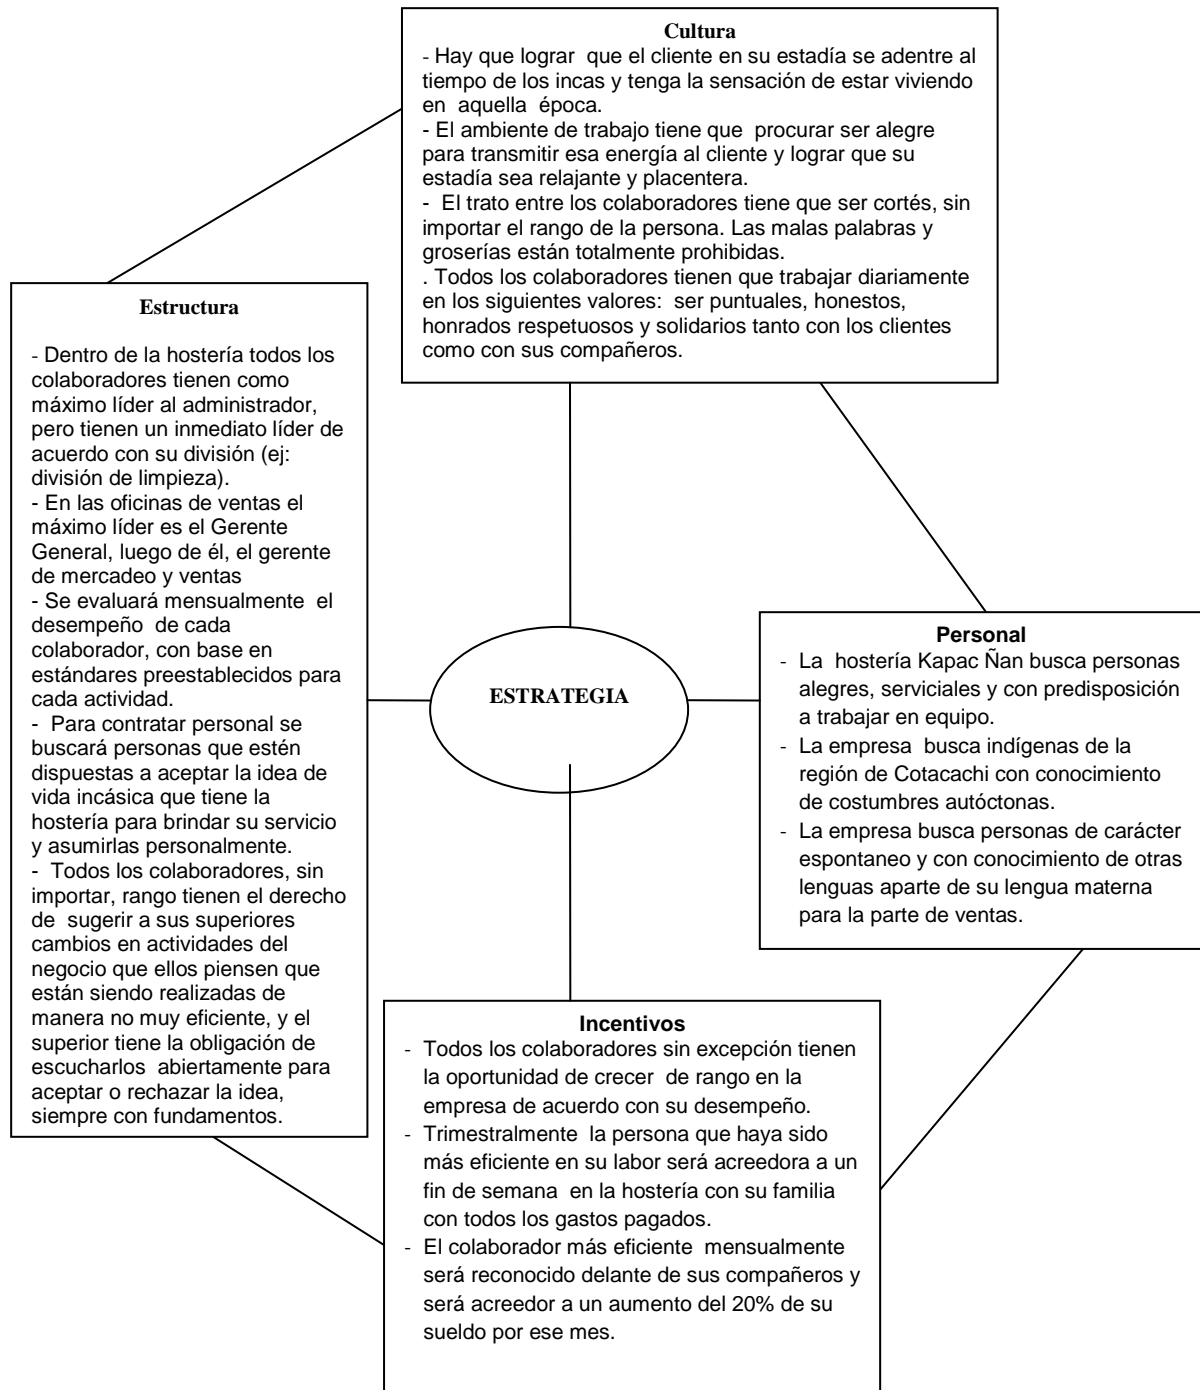 Cultura
- Hay que lograr que el cliente en su estadía se adentre al
tiempo de los incas y tenga la sensación de estar viviendo
en aquella época.
- El ambiente de trabajo tiene que procurar ser alegre
para transmitir esa energía al cliente y lograr que su
estadía sea relajante y placentera.
- El trato entre los colaboradores tiene que ser cortés, sin
importar el rango de la persona. Las malas palabras y
groserías están totalmente prohibidas.
. Todos los colaboradores tienen que trabajar diariamente
en los siguientes valores: ser puntuales, honestos,
honrados respetuosos y solidarios tanto con los clientes
como con sus compañeros.
Estructura
- Dentro de la hostería todos los
colaboradores tienen como
máximo líder al administrador,
pero tienen un inmediato líder de
acuerdo con su división (ej:
división de limpieza).
- En las oficinas de ventas el
máximo líder es el Gerente
General, luego de él, el gerente
de mercadeo y ventas
- Se evaluará mensualmente el
desempeño de cada
colaborador, con base en
estándares preestablecidos para
cada actividad.
- Para contratar personal se
buscará personas que estén
dispuestas a aceptar la idea de
vida incásica que tiene la
hostería para brindar su servicio
y asumirlas personalmente.
- Todos los colaboradores, sin
importar, rango tienen el derecho
de sugerir a sus superiores
cambios en actividades del
negocio que ellos piensen que
están siendo realizadas de
manera no muy eficiente, y el
superior tiene la obligación de
escucharlos abiertamente para
aceptar o rechazar la idea,
siempre con fundamentos.
ESTRATEGIA
Personal
- La hostería Kapac Ñan busca personas
alegres, serviciales y con predisposición
a trabajar en equipo.
- La empresa busca indígenas de la
región de Cotacachi con conocimiento
de costumbres autóctonas.
- La empresa busca personas de carácter
espontaneo y con conocimiento de otras
lenguas aparte de su lengua materna
para la parte de ventas.
Incentivos
- Todos los colaboradores sin excepción tienen
la oportunidad de crecer de rango en la
empresa de acuerdo con su desempeño.
- Trimestralmente la persona que haya sido
más eficiente en su labor será acreedora a un
fin de semana en la hostería con su familia
con todos los gastos pagados.
- El colaborador más eficiente mensualmente
será reconocido delante de sus compañeros y
será acreedor a un aumento del 20% de su
sueldo por ese mes.